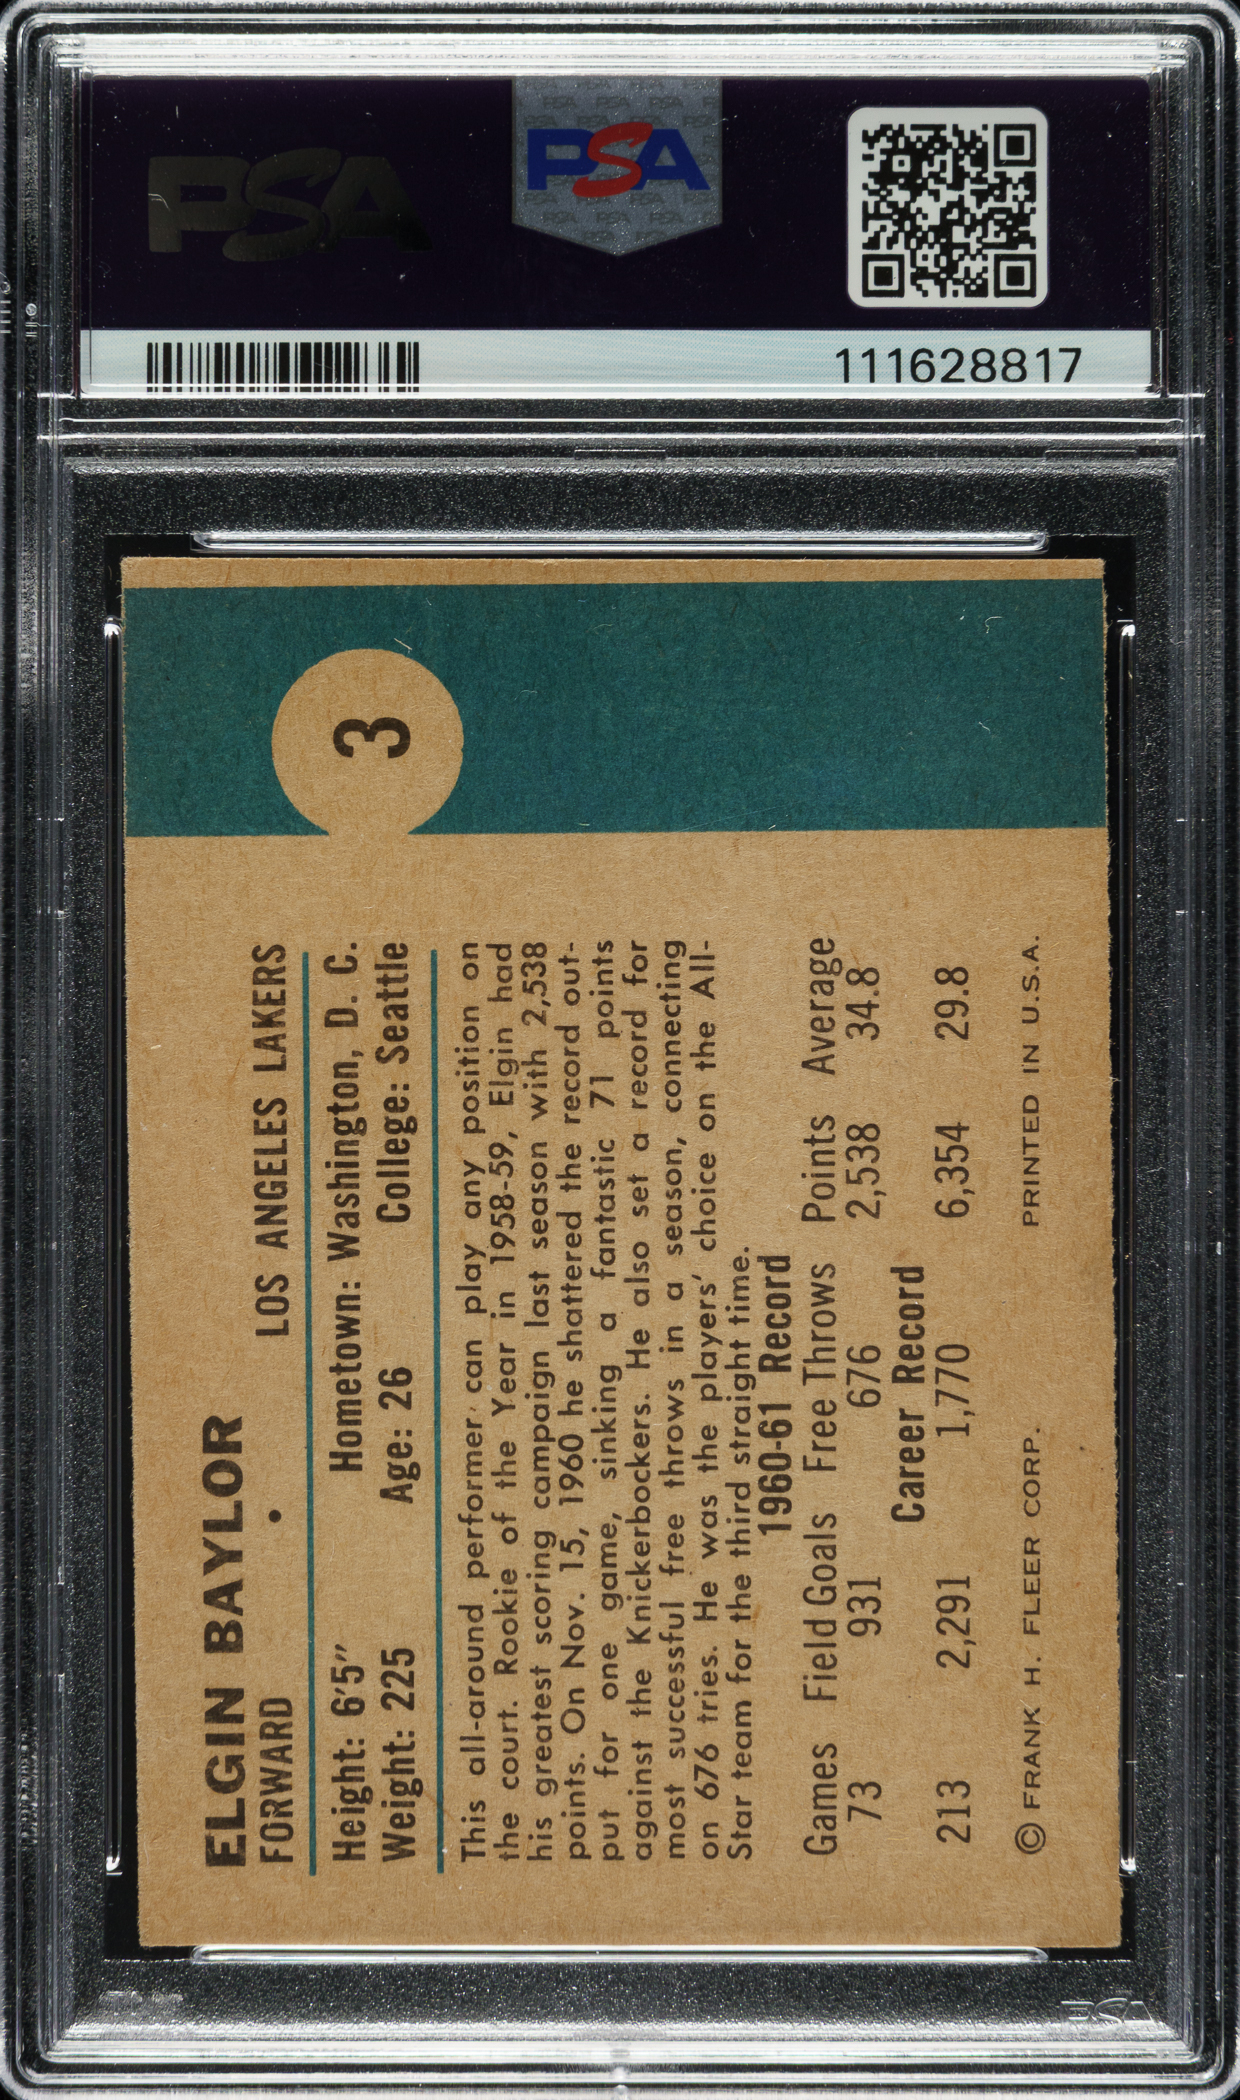 PSA
PSA
111628817
3
ELGIN BAYLOR
FORWARD • LOS ANGELES LAKERS
Height: 6'5" Hometown: Washington, D. C.
Weight: 225 Age: 26 College: Seattle
This all-around performer can play any position on
the court. Rookie of the Year in 1958-59, Elgin had
his greatest scoring campaign last season with 2,538
points. On Nov. 15, 1960 he shattered the record out-
put for one game, sinking a fantastic 71 points
against the Knickerbockers. He also set a record for
most successful free throws in a season, connecting
on 676 tries. He was the players' choice on the All-
Star team for the third straight time.
1960-61 Record
Games Field Goals Free Throws Points Average
73 931 676 2,538 34.8
Career Record
213 2,291 1,770 6,354 29.8
© FRANK H. FLEER CORP. PRINTED IN U.S.A.
PSA